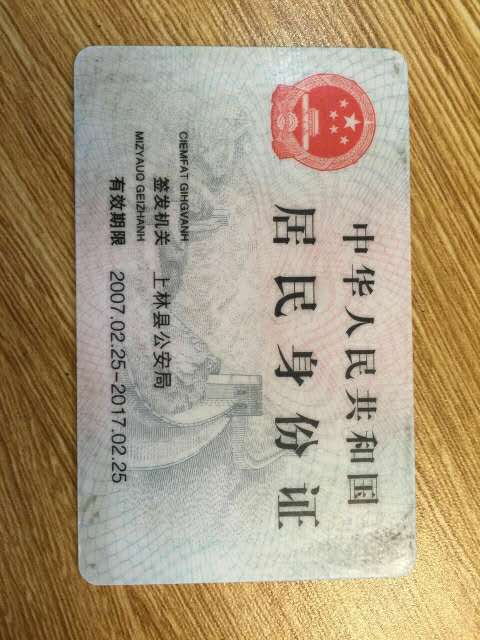 中华人民共和国
居民身份证
CIEMFAT GIHGVANH
签发机关 上林县公安局
MIZYAUQ GEIZHANH
有效期限 2007.02.25-2017.02.25